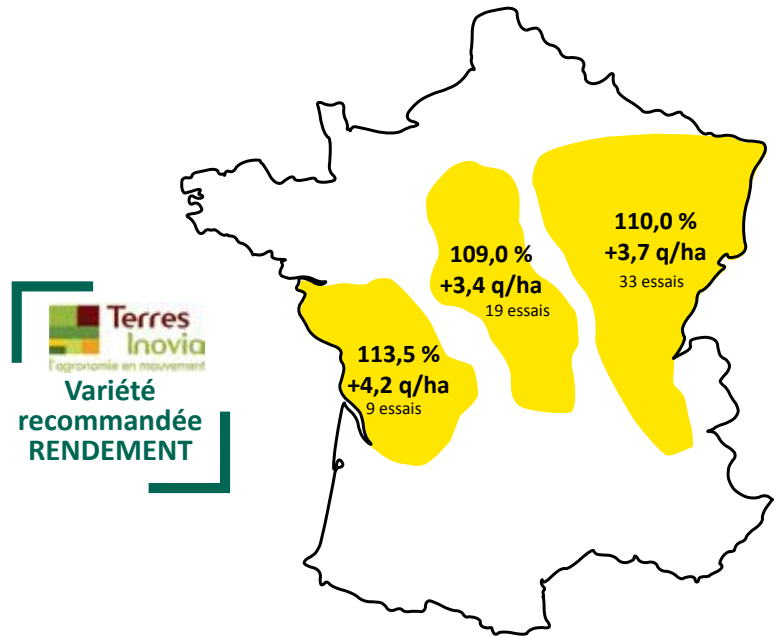 110,0 %
+3,7 q/ha
33 essais
109,0 %
+3,4 q/ha
19 essais
113,5 %
+4,2 q/ha
9 essais
Terres
Inovia
l'agronomie en mouvement
Variété
recommandée
RENDEMENT